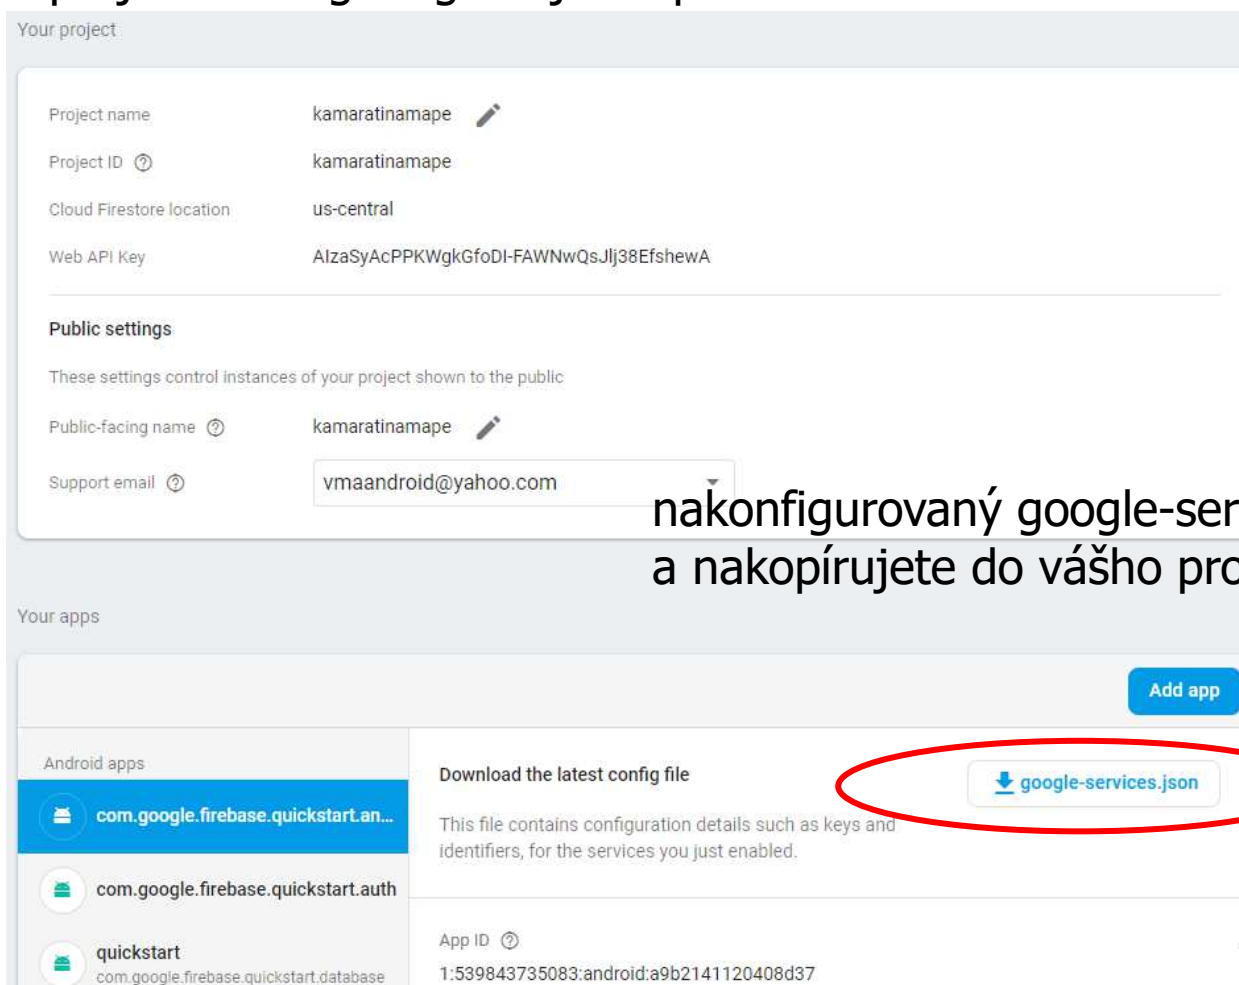 Your project
Project name kamaratinamape
Project ID kamaratinamape
Cloud Firestore location us-central
Web API Key AIzaSyAcPPKWgkGfoDI-FAWNwQsJlj38EfshewA
Public settings
These settings control instances of your project shown to the public
Public-facing name kamaratinamape
Support email vmaandroid@yahoo.com
nakonfigurovaný google-ser
a nakopírujete do vášho pro
Your apps
Add app
Android apps
com.google.firebase.quickstart.an...
com.google.firebase.quickstart.auth
quickstart
com.google.firebase.quickstart.database
Download the latest config file
google-services.json
This file contains configuration details such as keys and
identifiers, for the services you just enabled.
App ID
1:539843735083:android:a9b2141120408d37